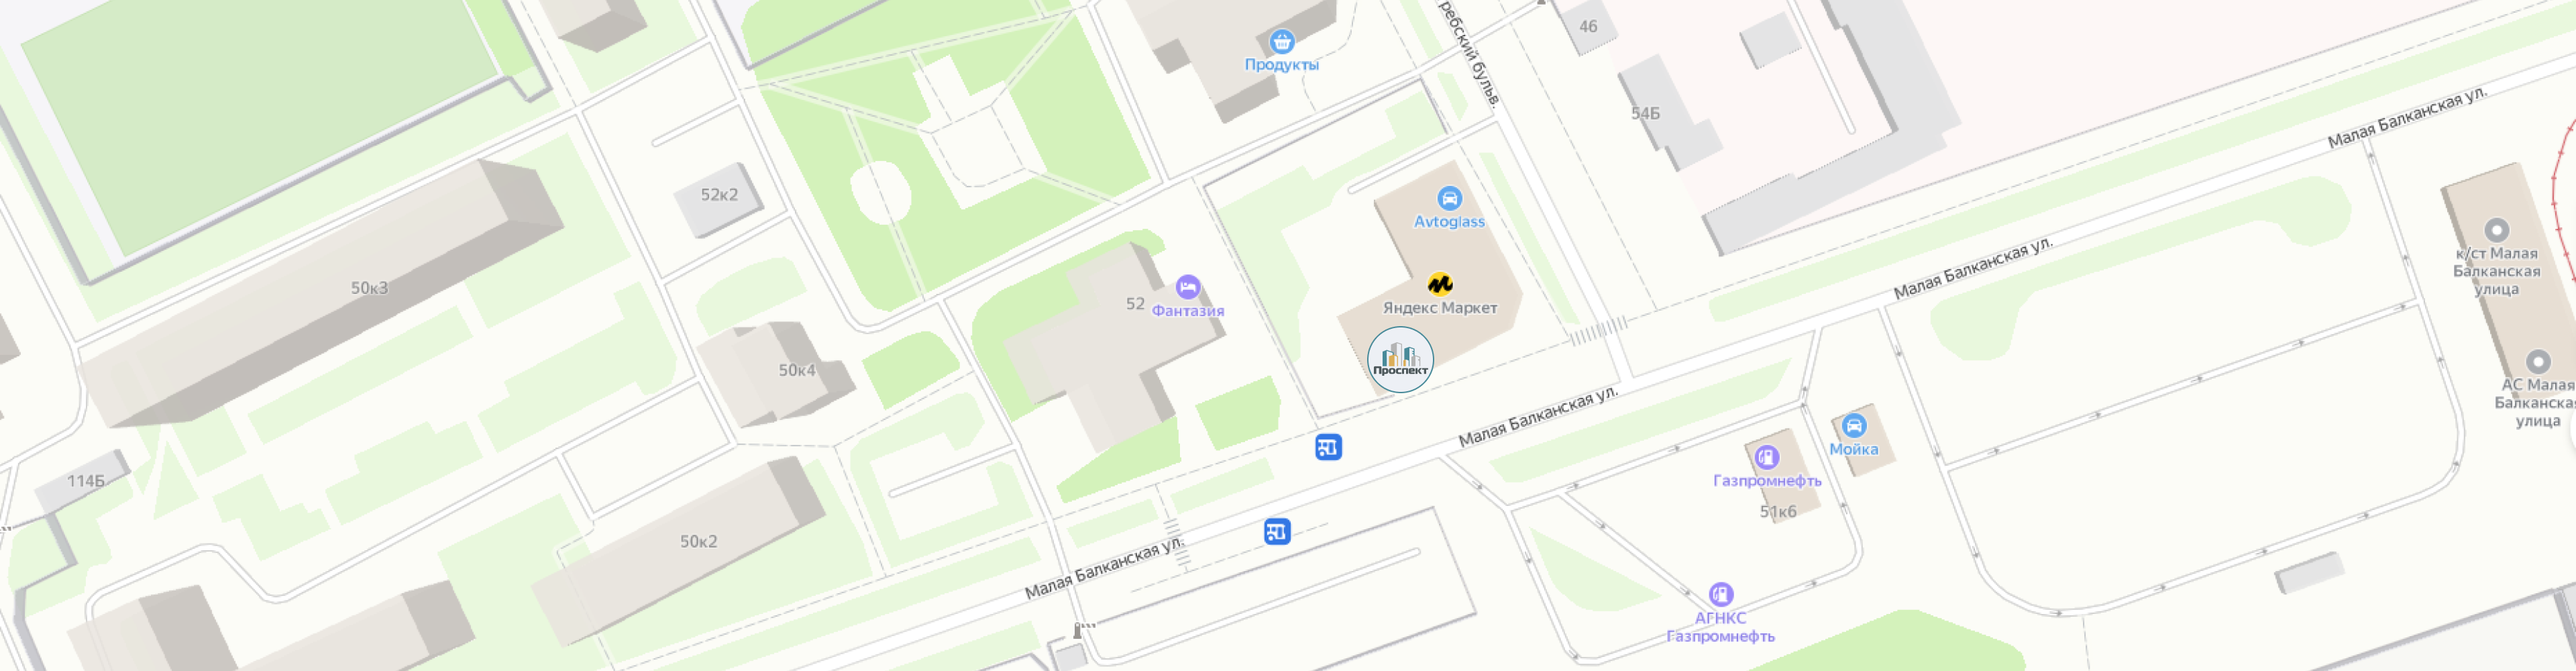 ребский бульв.
46
Продукты
54Б
Малая Балканская ул.
52к2
Avtoglass
к/ст Малая
Балканская
улица
Малая Балканская ул.
50к3
52
Фантазия
Яндекс Маркет
Проспект
50к4
АС Малая
Балканска
улица
Малая Балканская ул.
Мойка
Газпромнефть
51к6
114Б
50к2
Малая Балканская ул.
АГНКС
Газпромнефть